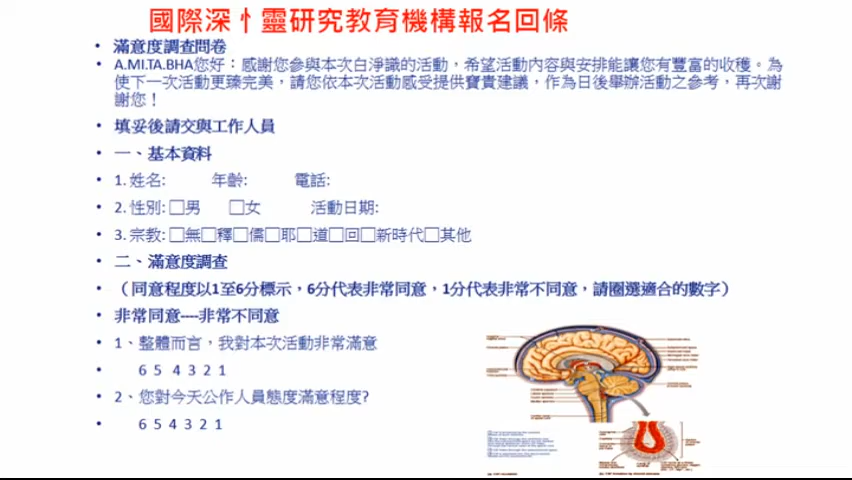 國際深忄靈研究教育機構報名回條
• 滿意度調查問卷
• A.MI.TA.BHA您好：感謝您參與本次白淨識的活動，希望活動內容與安排能讓您有豐富的收穫。為
使下一次活動更臻完美，請您依本次活動感受提供寶貴建議，作為日後舉辦活動之參考，再次謝
謝您！
• 填妥後請交與工作人員
• 一、基本資料
• 1. 姓名: 年齡: 電話:
• 2. 性別: □男 □女 活動日期:
• 3. 宗教: □無□釋□儒□耶□道□回□新時代□其他
• 二、滿意度調查
• （同意程度以1至6分標示，6分代表非常同意，1分代表非常不同意，請圈選適合的數字）
• 非常同意----非常不同意
• 1、整體而言，我對本次活動非常滿意
• 6 5 4 3 2 1
• 2、您對今天公作人員態度滿意程度?
• 6 5 4 3 2 1